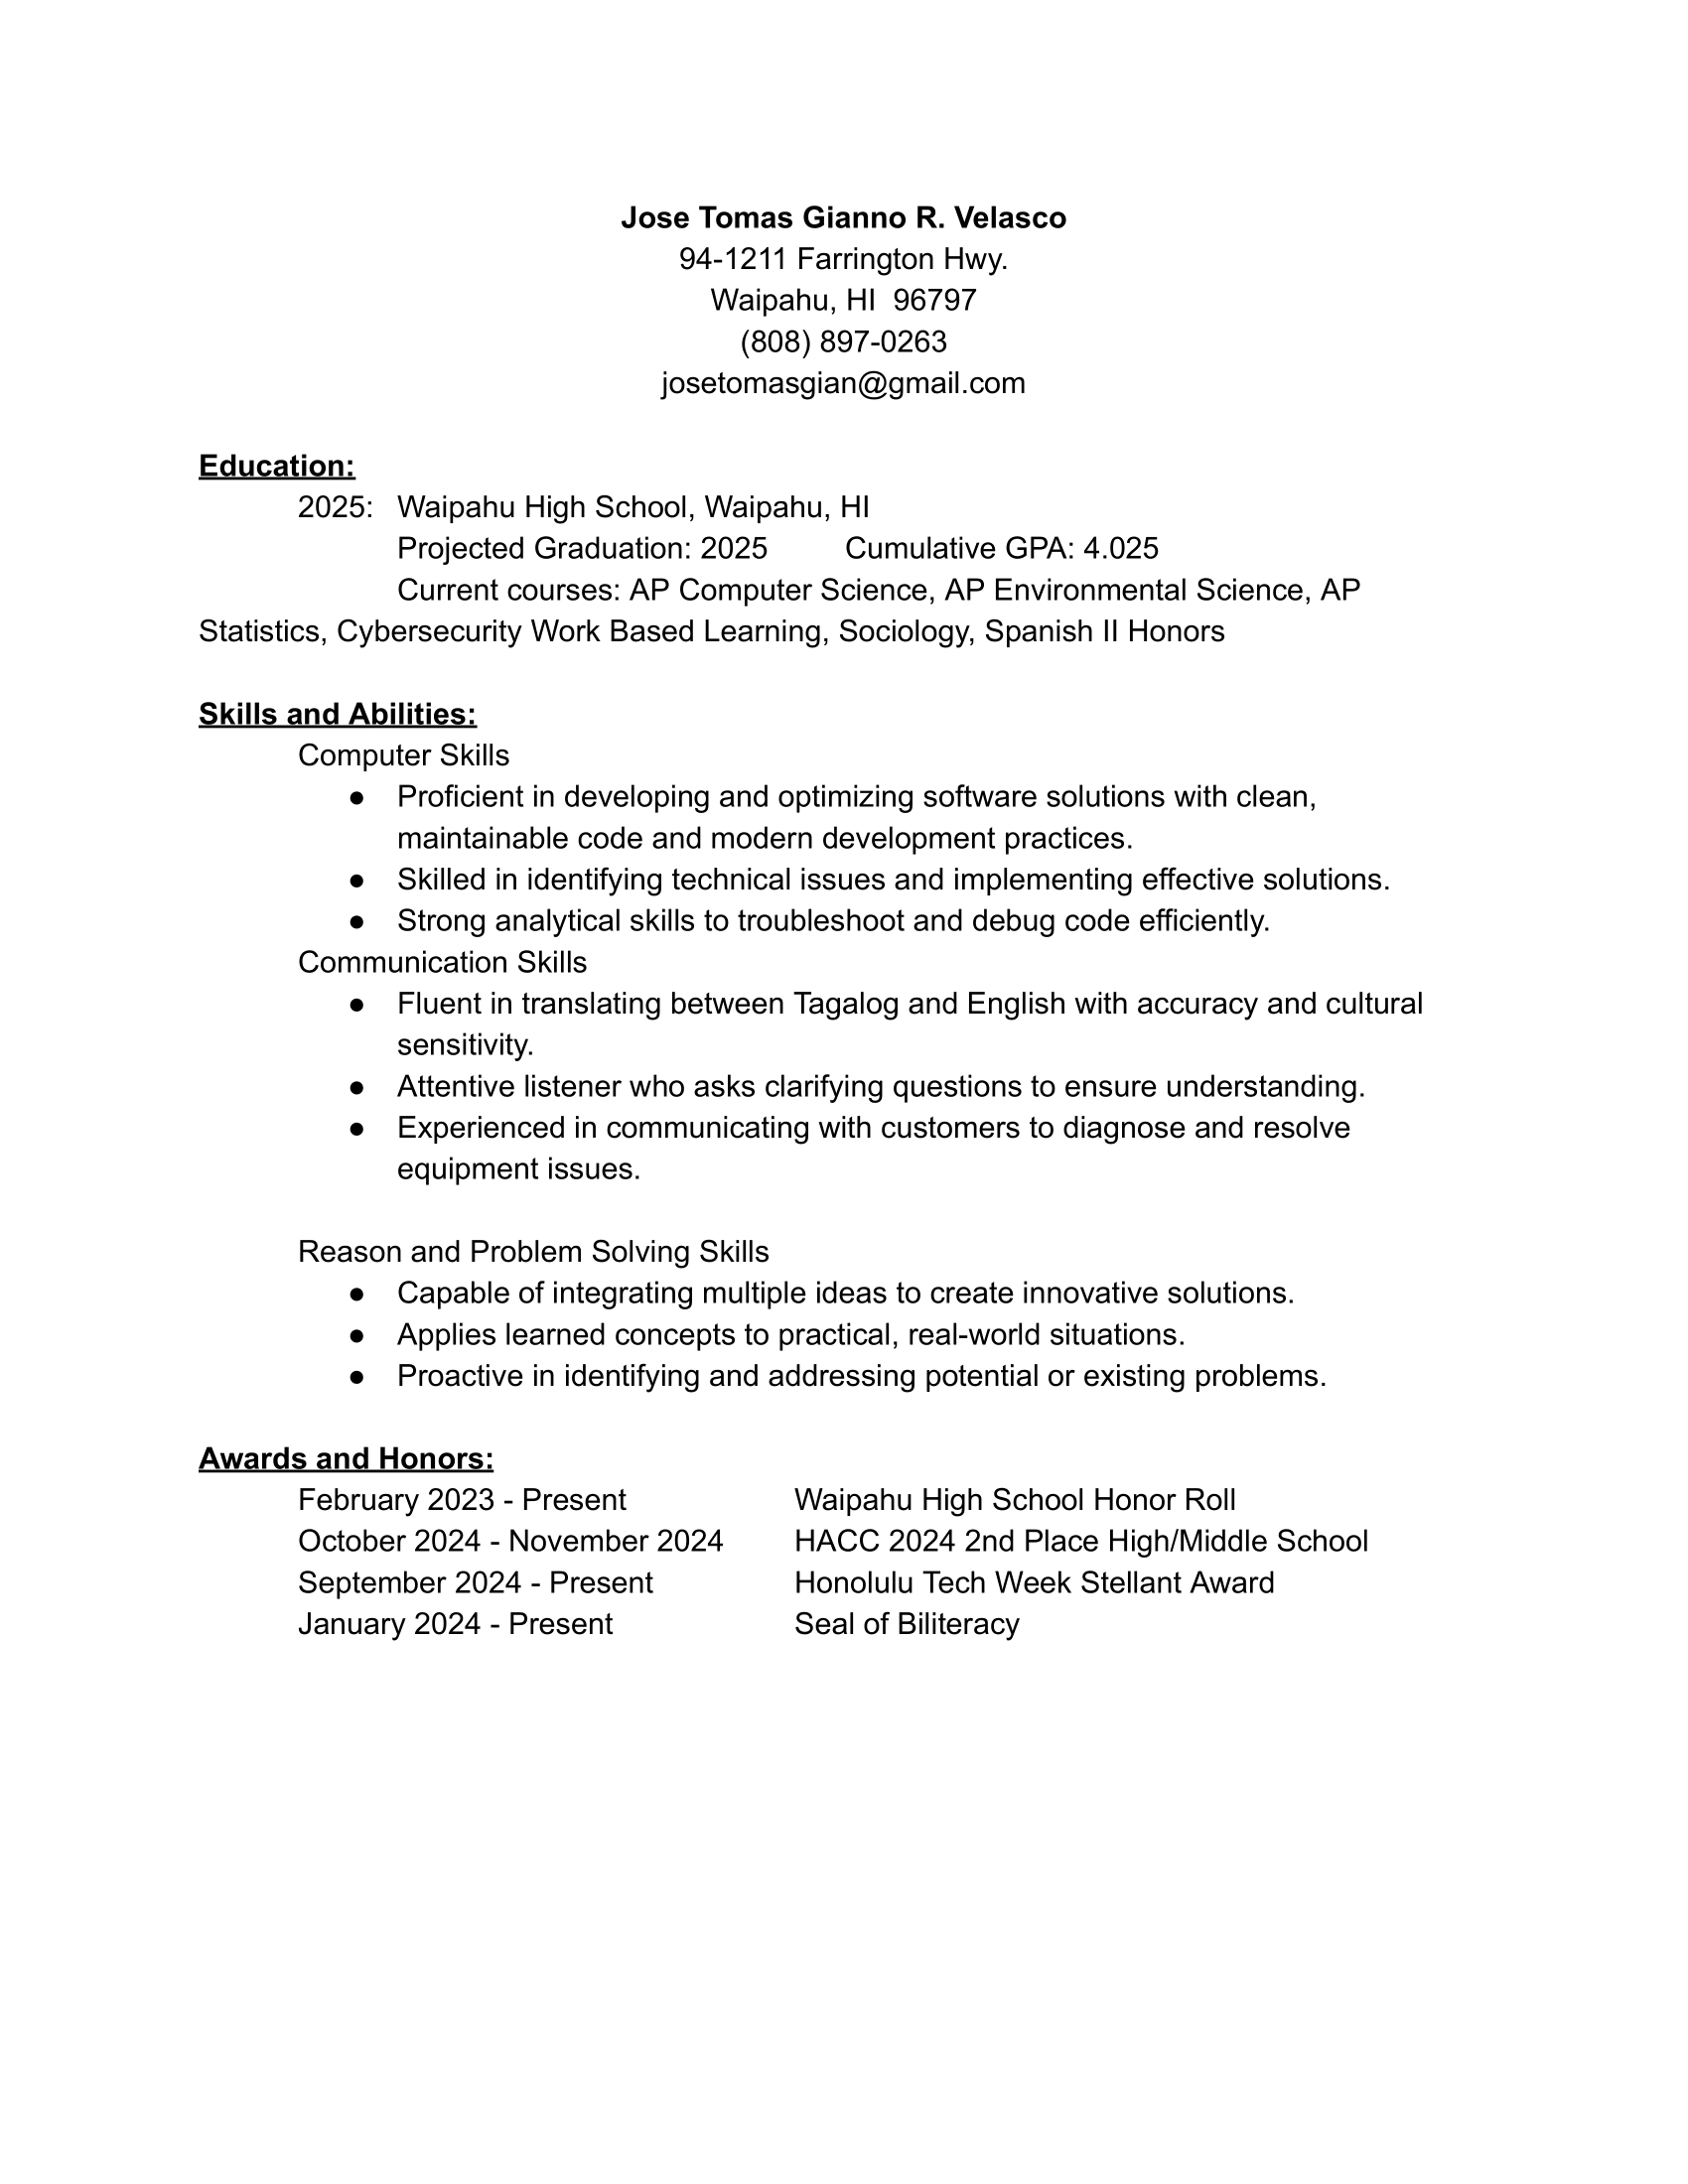 Jose Tomas Gianno R. Velasco
94-1211 Farrington Hwy.
Waipahu, HI  96797
(808) 897-0263
josetomasgian@gmail.com
Education:
2025: Waipahu High School, Waipahu, HI
Projected Graduation: 2025 Cumulative GPA: 4.025
Current courses: AP Computer Science, AP Environmental Science, AP
Statistics, Cybersecurity Work Based Learning, Sociology, Spanish II Honors
Skills and Abilities:
Computer Skills
● Proficient in developing and optimizing software solutions with clean,
maintainable code and modern development practices.
● Skilled in identifying technical issues and implementing effective solutions.
● Strong analytical skills to troubleshoot and debug code efficiently.
Communication Skills
● Fluent in translating between Tagalog and English with accuracy and cultural
sensitivity.
● Attentive listener who asks clarifying questions to ensure understanding.
● Experienced in communicating with customers to diagnose and resolve
equipment issues.
Reason and Problem Solving Skills
● Capable of integrating multiple ideas to create innovative solutions.
● Applies learned concepts to practical, real-world situations.
● Proactive in identifying and addressing potential or existing problems.
Awards and Honors:
February 2023 - Present Waipahu High School Honor Roll
October 2024 - November 2024 HACC 2024 2nd Place High/Middle School
September 2024 - Present Honolulu Tech Week Stellant Award
January 2024 - Present Seal of Biliteracy